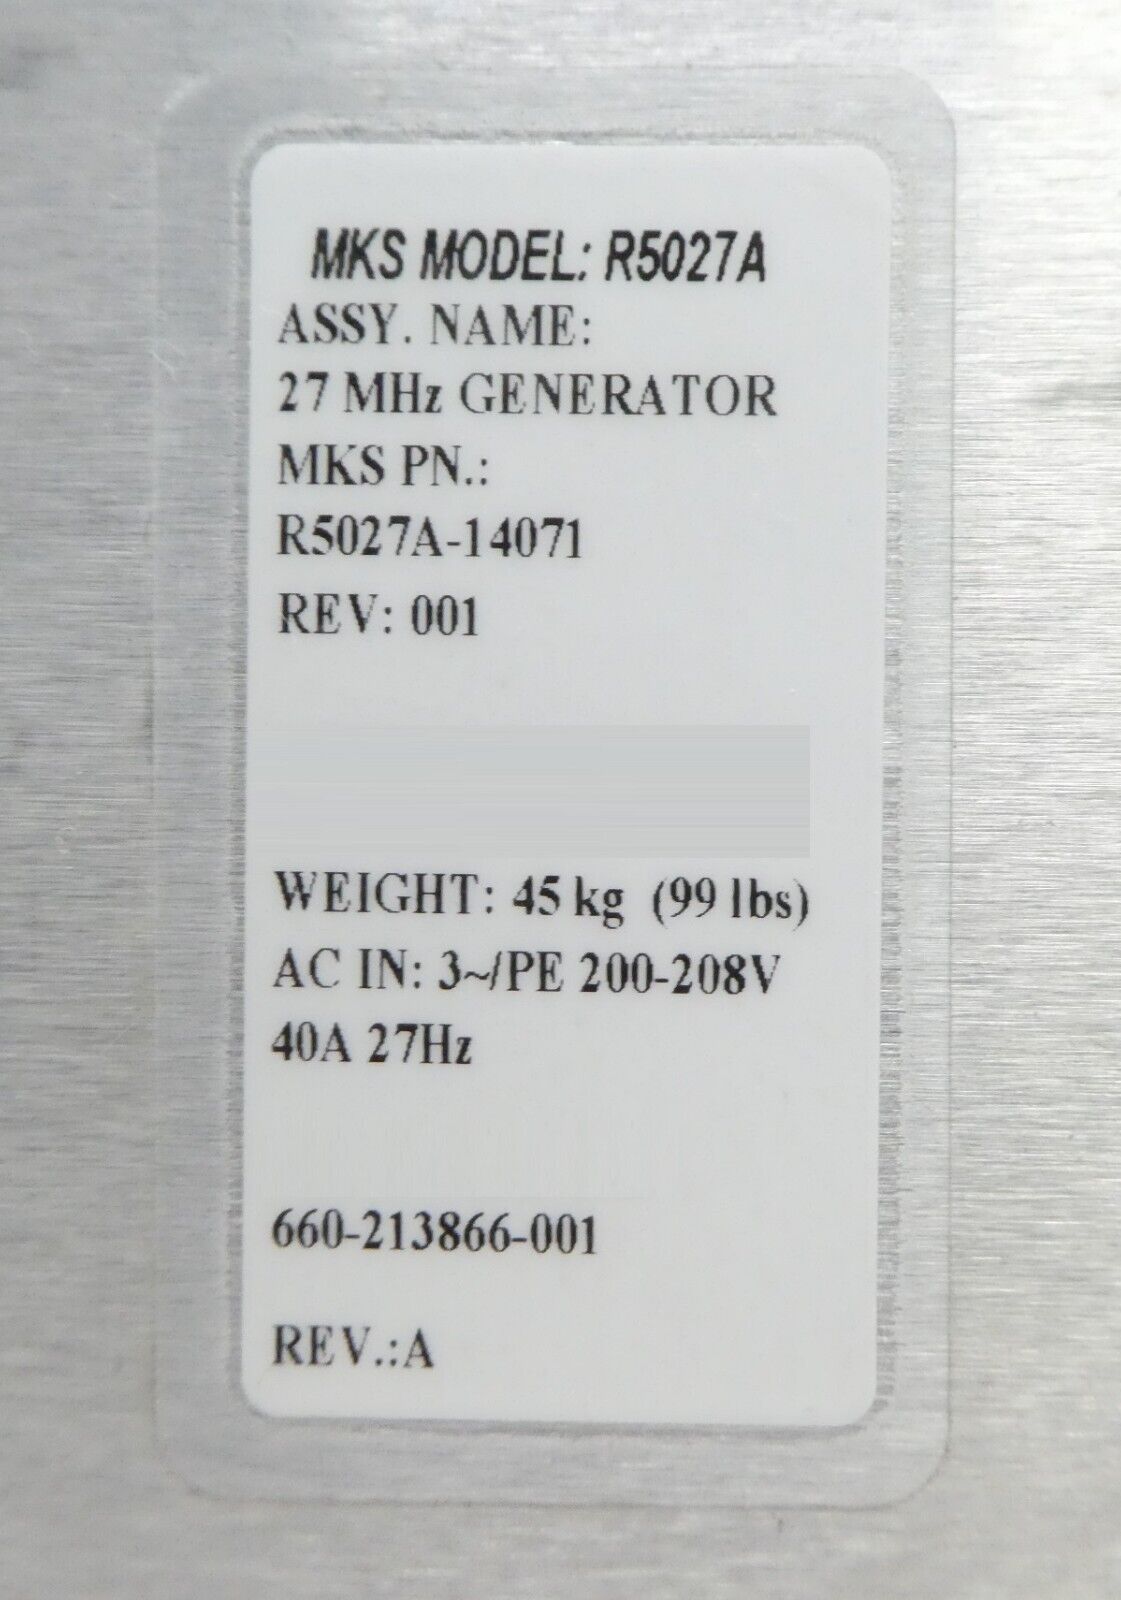 MKS MODEL: R5027A
ASSY. NAME:
27 MHz GENERATOR
MKS PN.:
R5027A-14071
REV: 001
WEIGHT: 45 kg (99 lbs)
AC IN: 3~/PE 200-208V
40A 27Hz
660-213866-001
REV.:A